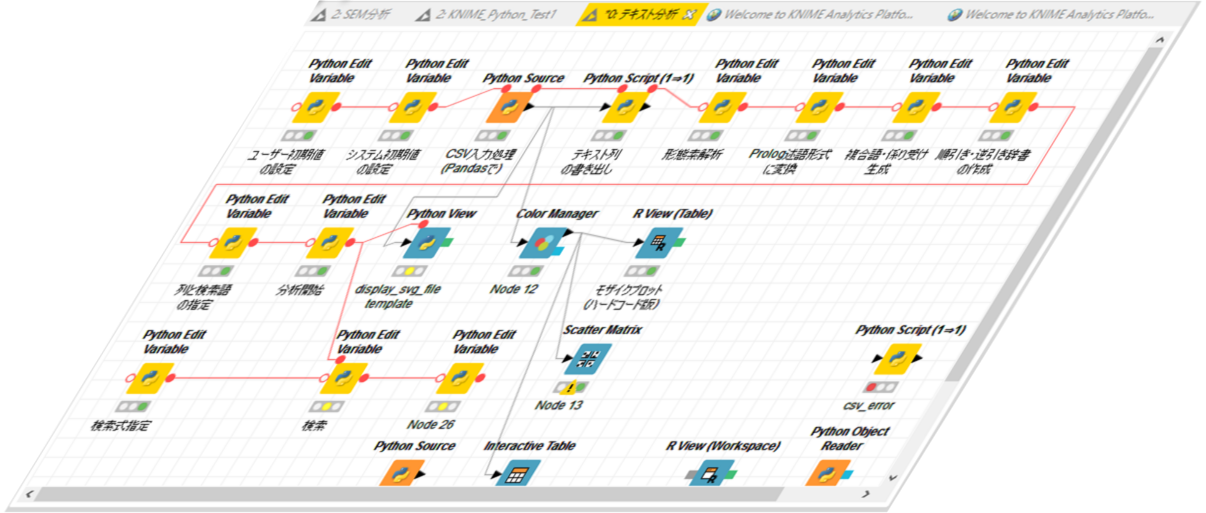 2: SEM分析 2: KNIME_Python_Test1 *0: テキスト分析 Welcome to KNIME Analytics Platfo... Welcome to KNIME Analytics Platfo...
Python Edit Variable
Python Edit Variable
Python Source
Python Script (1⇒1)
Python Edit Variable
Python Edit Variable
Python Edit Variable
Python Edit Variable
ユーザー初期値
の設定
システム初期値
の設定
CSV入力処理
(Pandasで)
テキスト列
の書き出し
形態素解析
Prolog述語形式
に変換
複合語・係り受け
生成
順引き・逆引き辞書
の作成
Python Edit
Variable
Python Edit
Variable
Python View
Color Manager
R View (Table)
列と検索語
の指定
分析開始
display_svg_file
template
Node 12
モザイクプロット
(ハードコード版)
Scatter Matrix
Python Script (1⇒1)
Python Edit
Variable
Python Edit
Variable
Python Edit
Variable
Node 13
csv_error
検索式指定
検索
Node 26
Python Source
Interactive Table
R View (Workspace)
Python Object
Reader